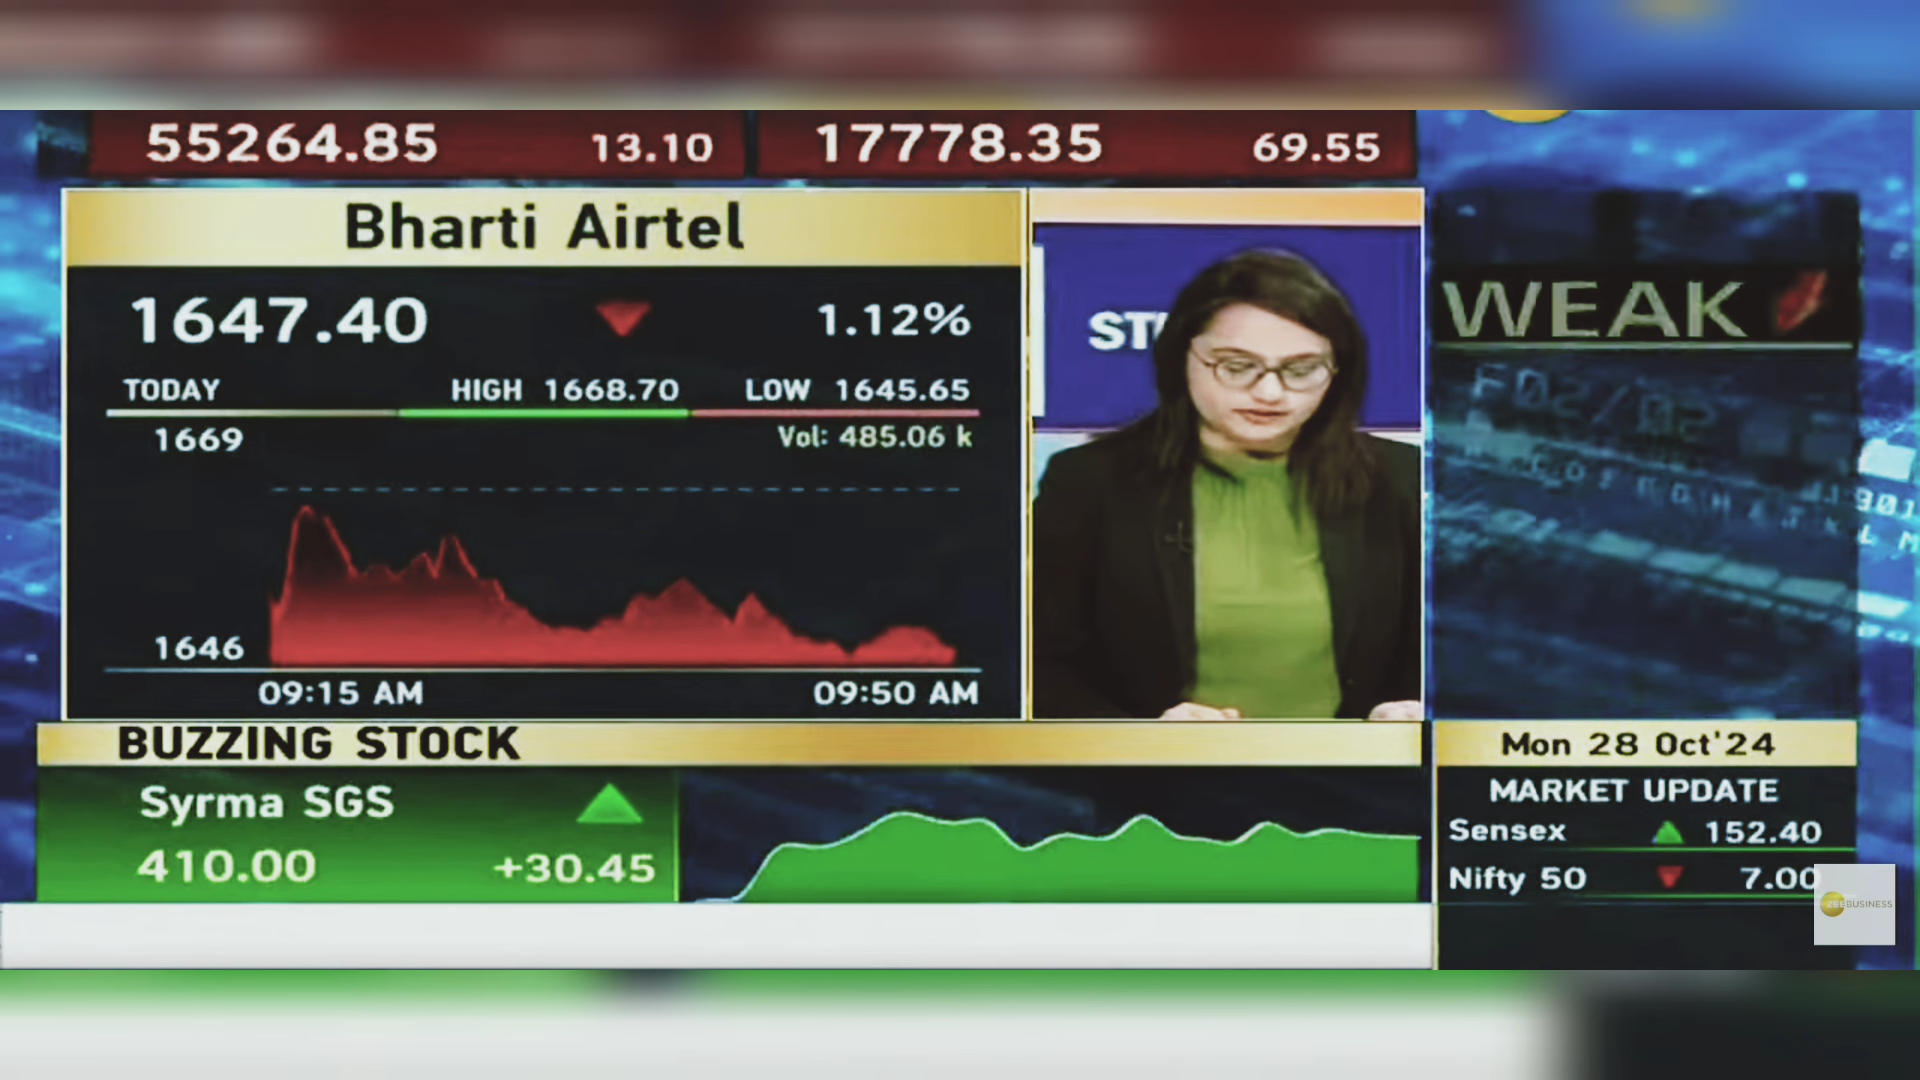 55264.85 13.10 17778.35 69.55
Bharti Airtel
1647.40 ▼ 1.12%
TODAY HIGH 1668.70 LOW 1645.65
1669 Vol: 485.06 k
1646
09:15 AM 09:50 AM
WEAK
BUZZING STOCK
Syrma SGS ▲
410.00 +30.45
Mon 28 Oct'24
MARKET UPDATE
Sensex ▲ 152.40
Nifty 50 ▼ 7.00
ZEEBUSINESS